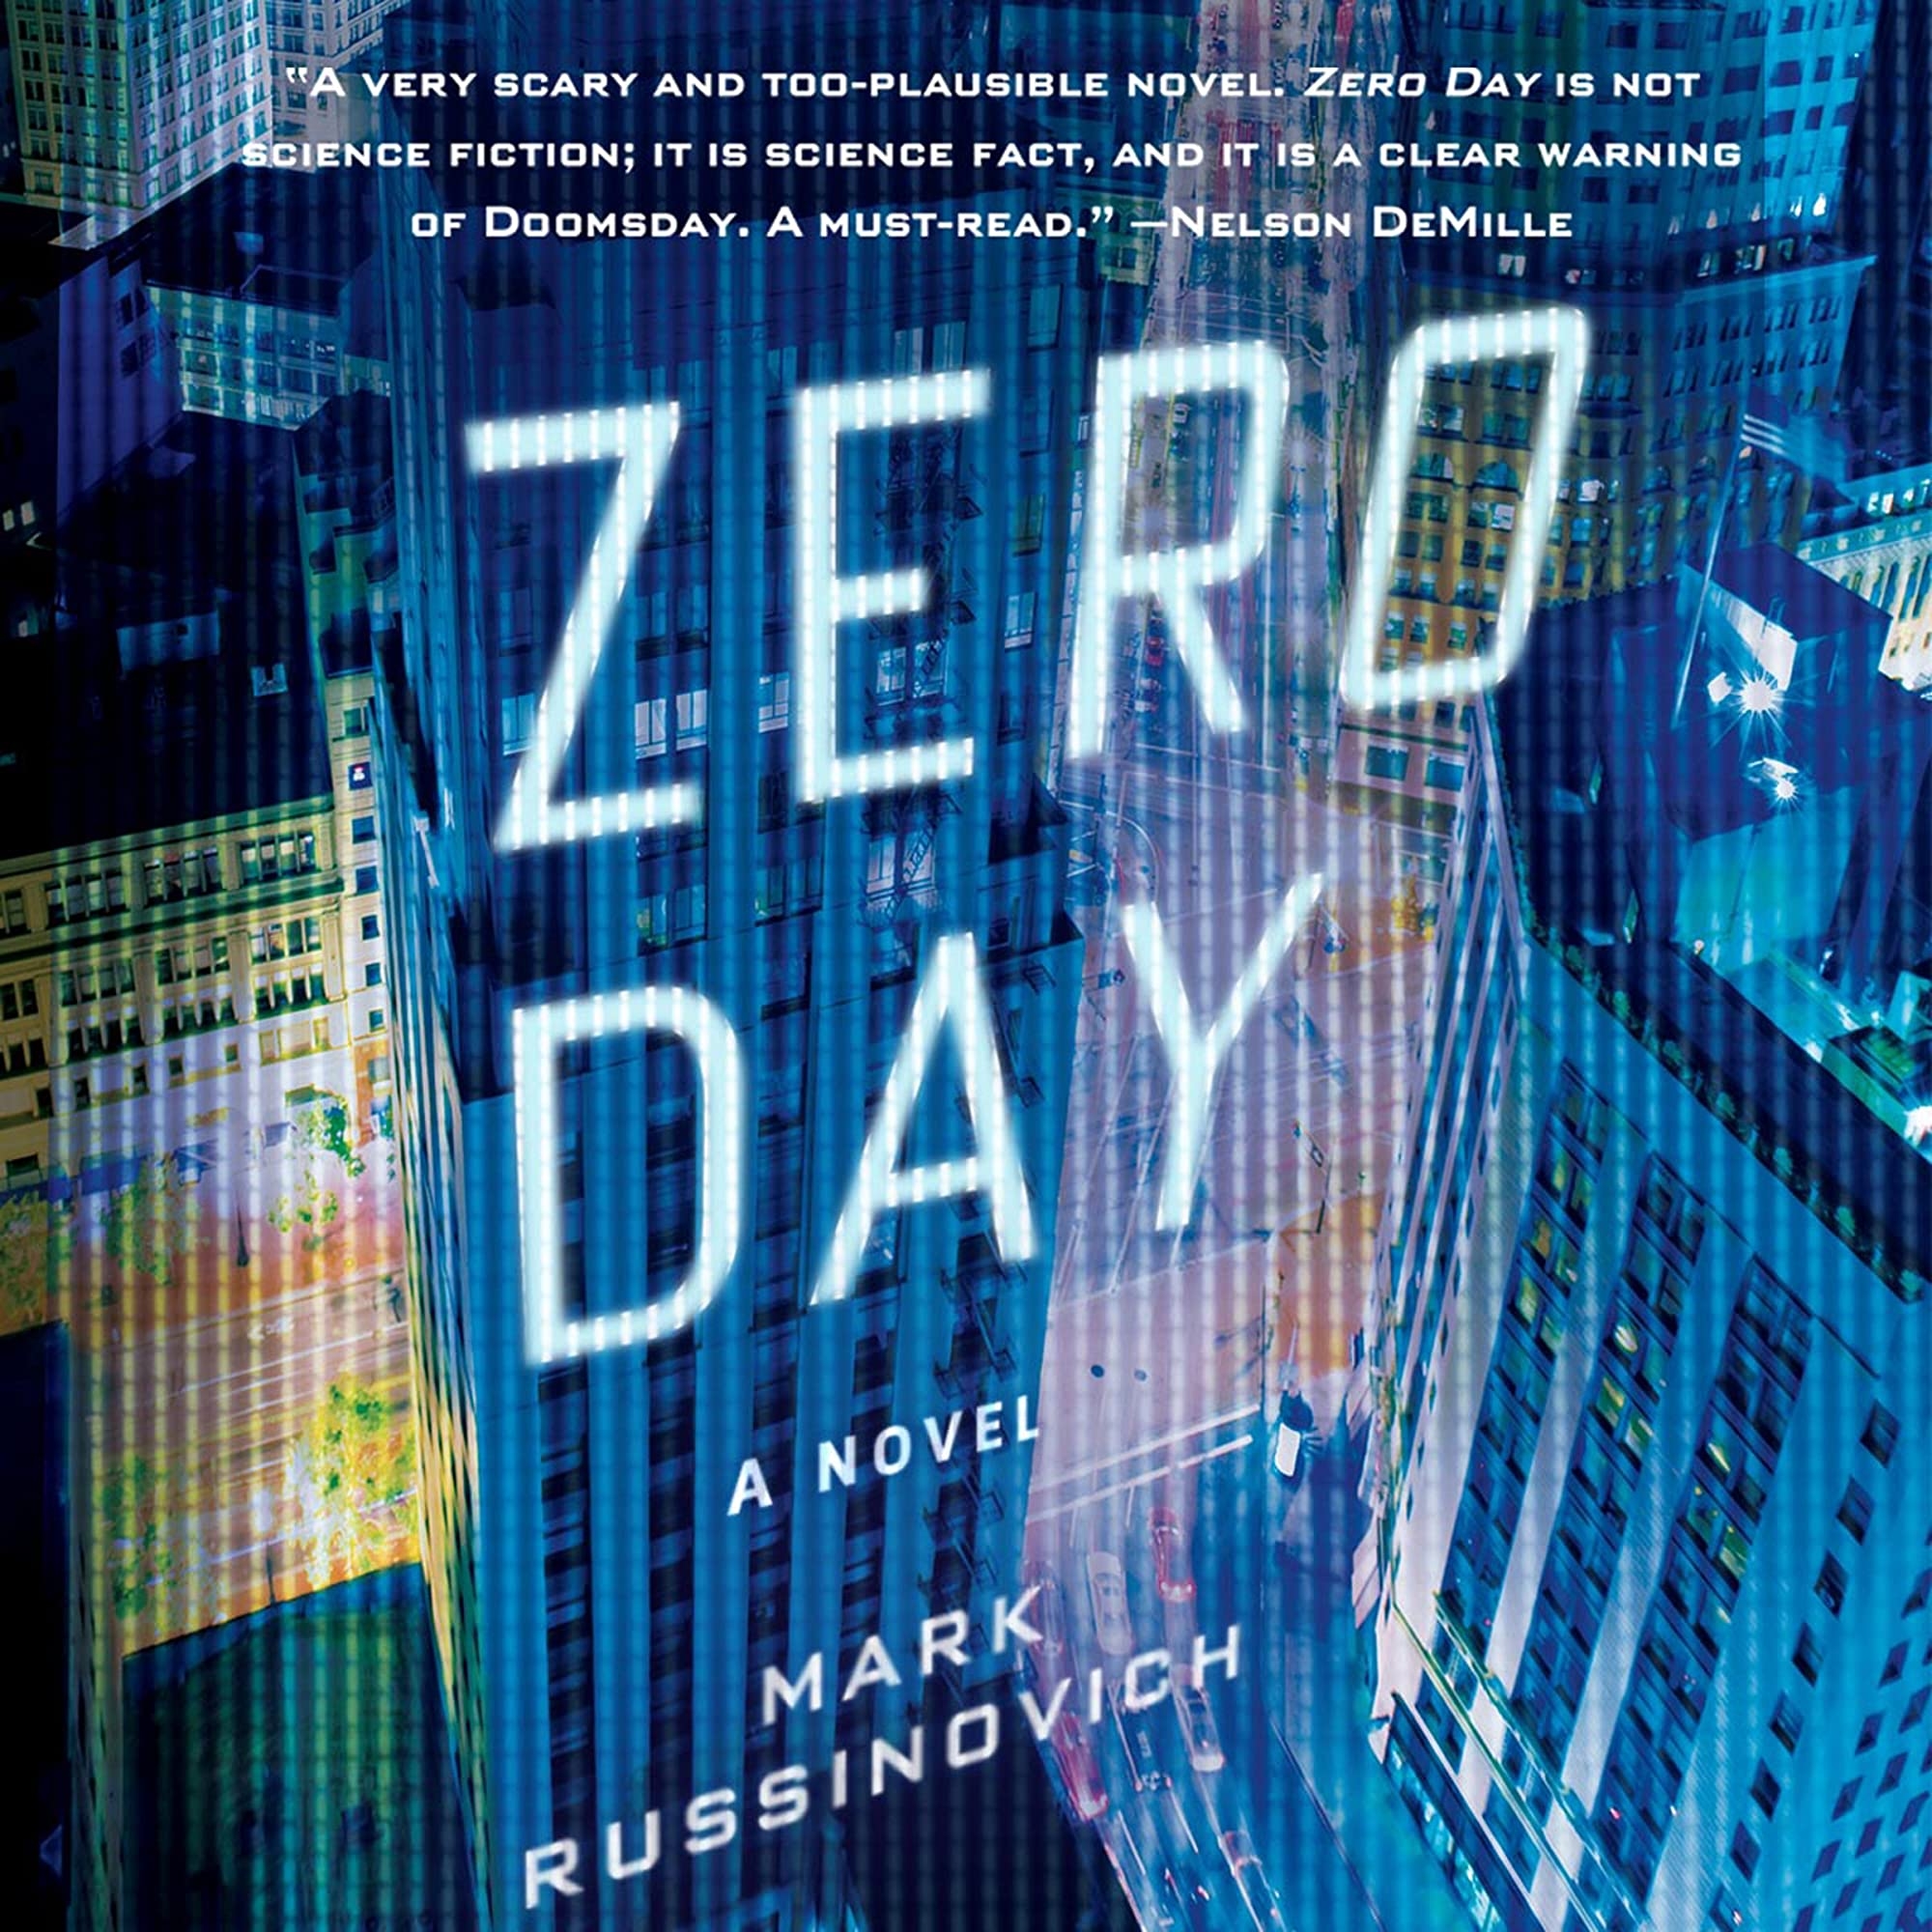 “A VERY SCARY AND TOO-PLAUSIBLE NOVEL. ZERO DAY IS NOT
SCIENCE FICTION; IT IS SCIENCE FACT, AND IT IS A CLEAR WARNING
OF DOOMSDAY. A MUST-READ.” —NELSON DEMILLE
ZERO
DAY
A NOVEL
MARK
RUSSINOVICH